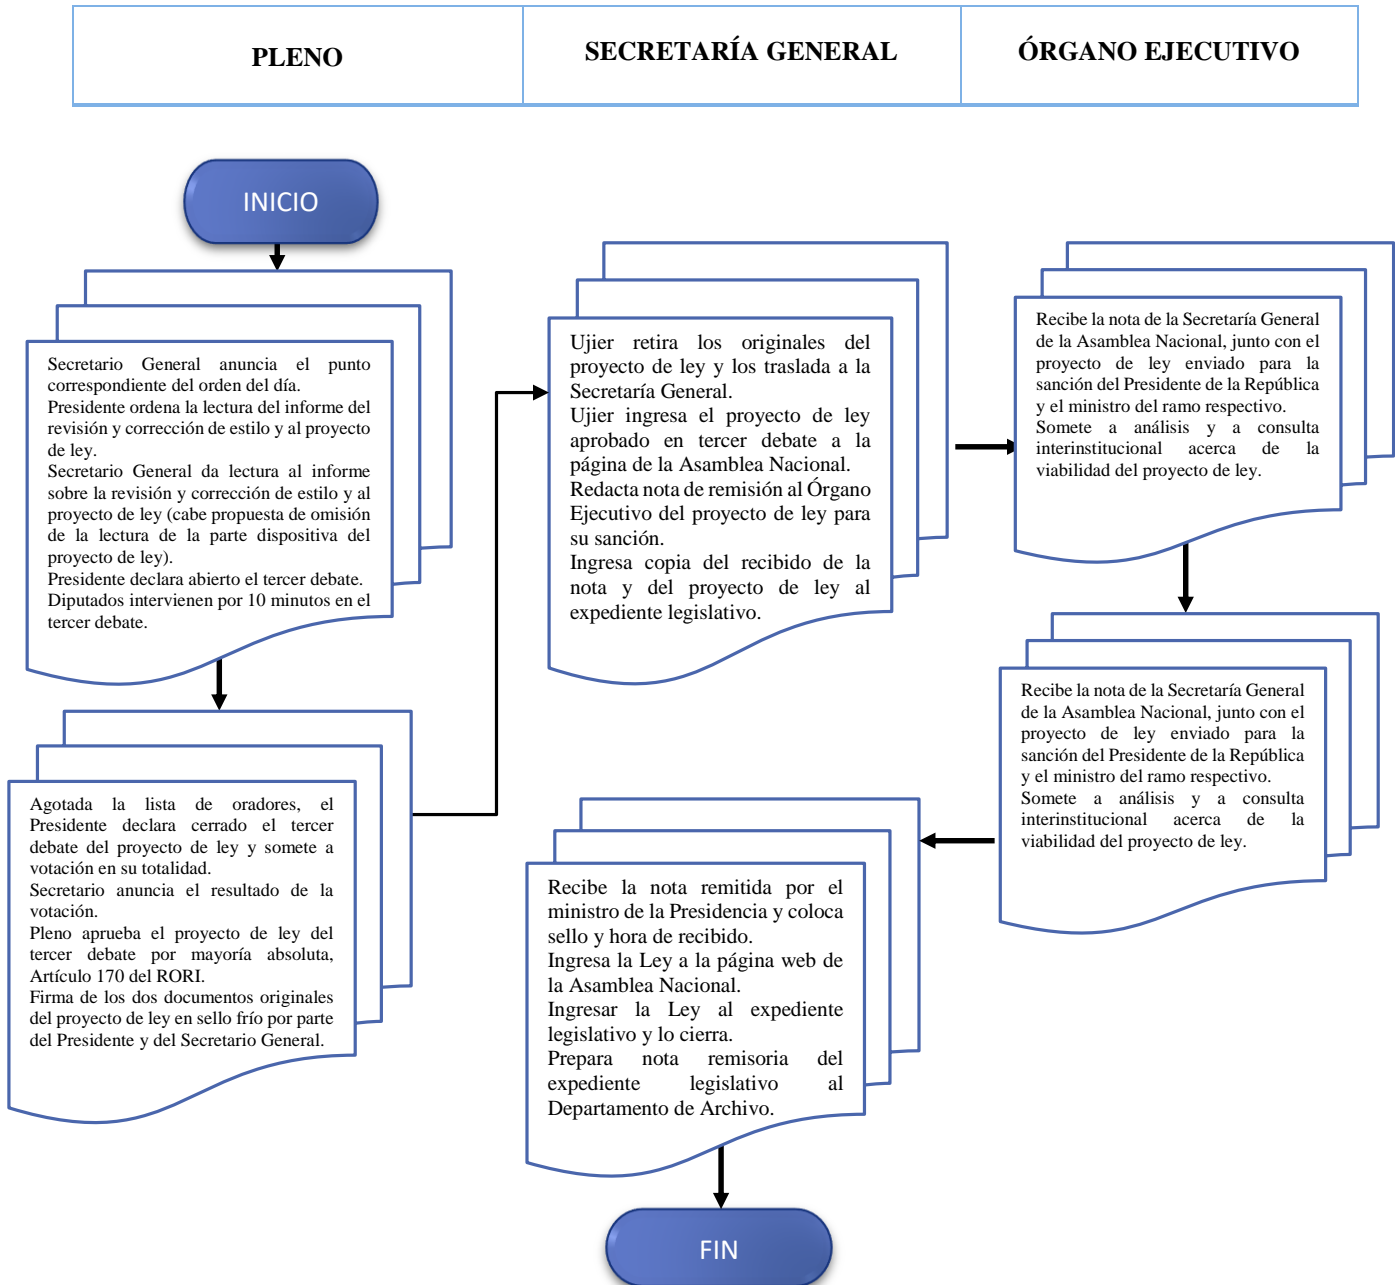 PLENO
SECRETARÍA GENERAL
ÓRGANO EJECUTIVO
INICIO
Secretario General anuncia el punto
correspondiente del orden del día.
Presidente ordena la lectura del informe del
revisión y corrección de estilo y al proyecto
de ley.
Secretario General da lectura al informe
sobre la revisión y corrección de estilo y al
proyecto de ley (cabe propuesta de omisión
de la lectura de la parte dispositiva del
proyecto de ley).
Presidente declara abierto el tercer debate.
Diputados intervienen por 10 minutos en el
tercer debate.
Agotada la lista de oradores, el
Presidente declara cerrado el tercer
debate del proyecto de ley y somete a
votación en su totalidad.
Secretario anuncia el resultado de la
votación.
Pleno aprueba el proyecto de ley del
tercer debate por mayoría absoluta,
Artículo 170 del RORI.
Firma de los dos documentos originales
del proyecto de ley en sello frío por parte
del Presidente y del Secretario General.
Ujier retira los originales del
proyecto de ley y los traslada a la
Secretaría General.
Ujier ingresa el proyecto de ley
aprobado en tercer debate a la
página de la Asamblea Nacional.
Redacta nota de remisión al Órgano
Ejecutivo del proyecto de ley para
su sanción.
Ingresa copia del recibido de la
nota y del proyecto de ley al
expediente legislativo.
Recibe la nota de la Secretaría General
de la Asamblea Nacional, junto con el
proyecto de ley enviado para la
sanción del Presidente de la República
y el ministro del ramo respectivo.
Somete a análisis y a consulta
interinstitucional acerca de la
viabilidad del proyecto de ley.
Recibe la nota de la Secretaría General
de la Asamblea Nacional, junto con el
proyecto de ley enviado para la
sanción del Presidente de la República
y el ministro del ramo respectivo.
Somete a análisis y a consulta
interinstitucional acerca de la
viabilidad del proyecto de ley.
Recibe la nota remitida por el
ministro de la Presidencia y coloca
sello y hora de recibido.
Ingresa la Ley a la página web de
la Asamblea Nacional.
Ingresar la Ley al expediente
legislativo y lo cierra.
Prepara nota remisoria del
expediente legislativo al
Departamento de Archivo.
FIN